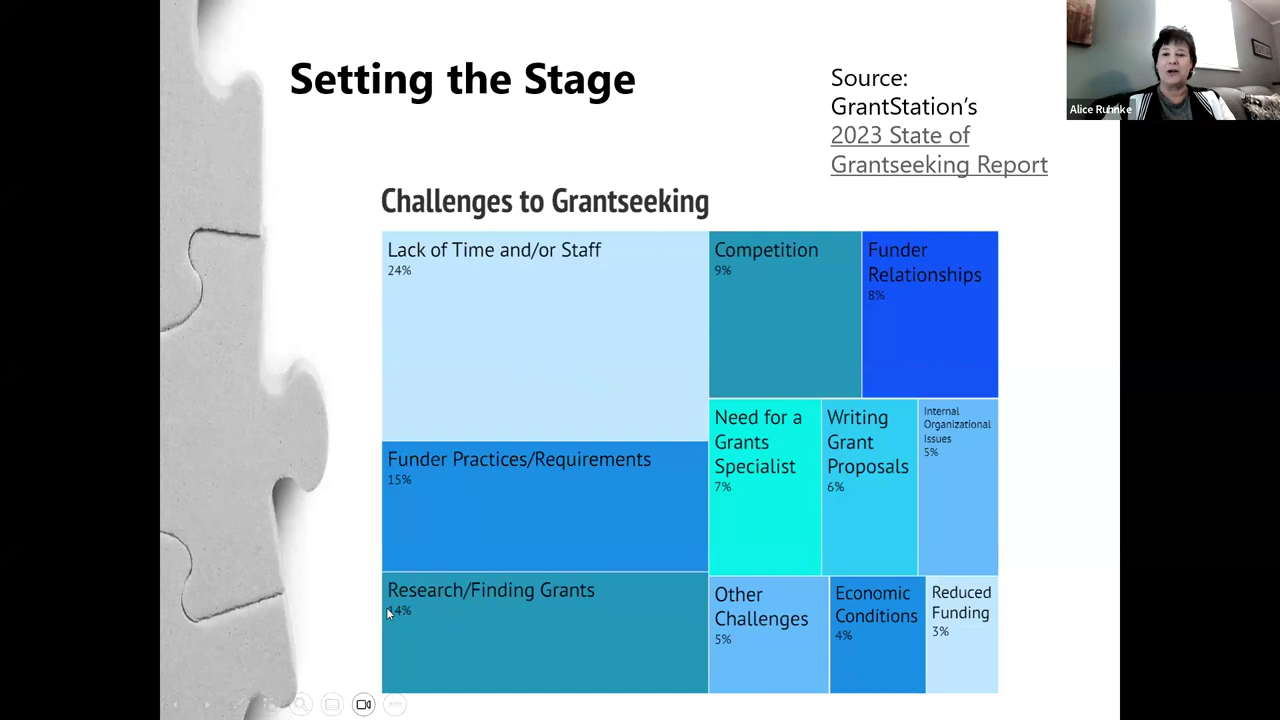 Setting the Stage
Source:
GrantStation's
2023 State of
Grantseeking Report
Alice Ruhnke
Challenges to Grantseeking
Lack of Time and/or Staff
24%
Competition
9%
Funder
Relationships
8%
Funder Practices/Requirements
15%
Need for a
Grants
Specialist
7%
Writing
Grant
Proposals
6%
Internal
Organizational
Issues
5%
Research/Finding Grants
14%
Other
Challenges
5%
Economic
Conditions
4%
Reduced
Funding
3%